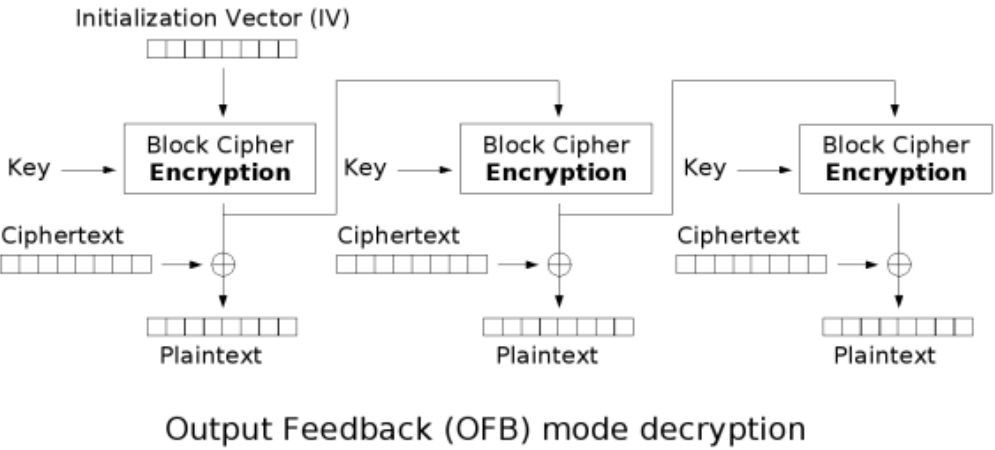 Initialization Vector (IV)
Key
Block Cipher
Encryption
Key
Block Cipher
Encryption
Key
Block Cipher
Encryption
Ciphertext
Ciphertext
Ciphertext
Plaintext
Plaintext
Plaintext
Output Feedback (OFB) mode decryption